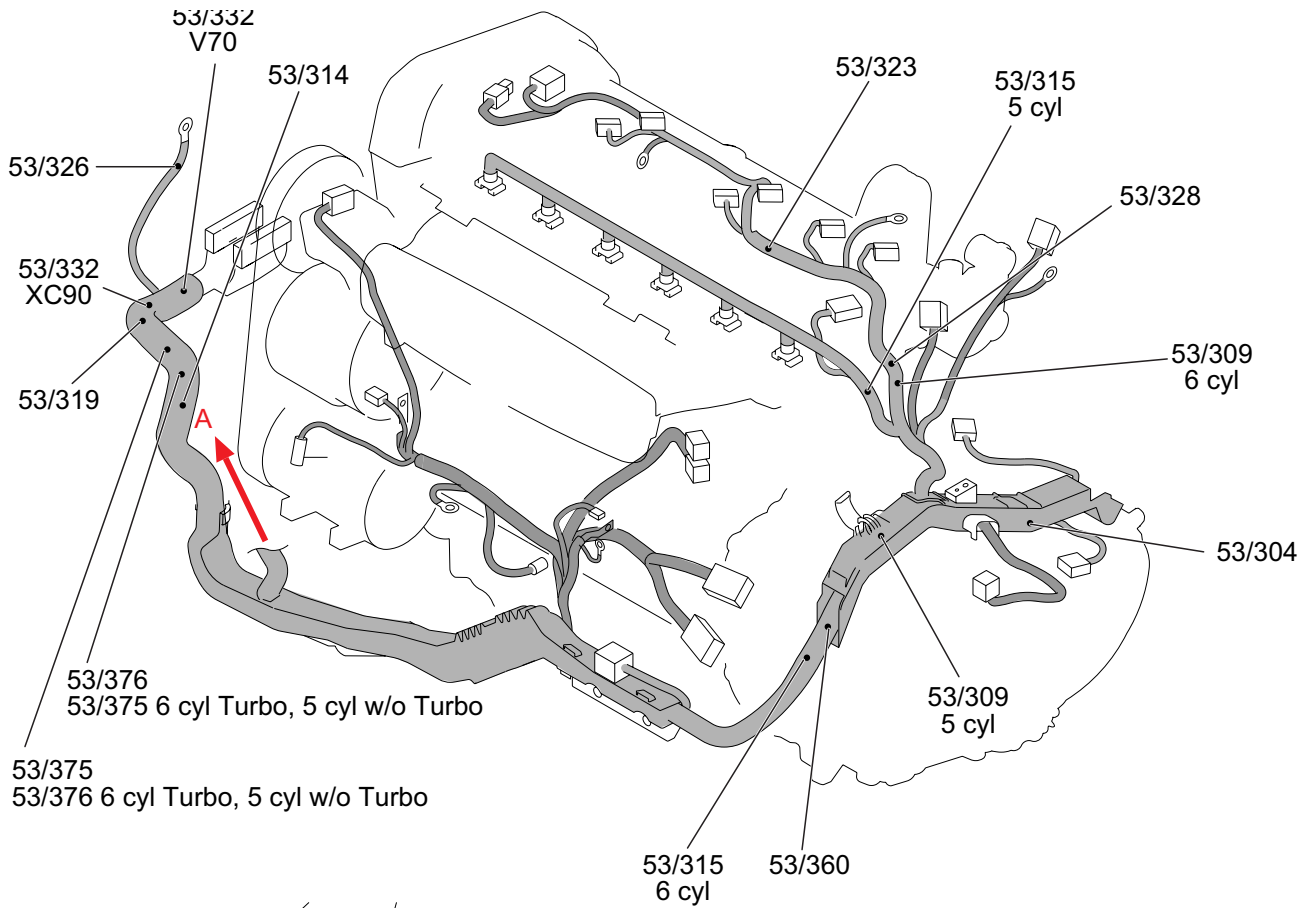 53/332
V70
53/314
53/323
53/315
5 cyl
53/326
53/328
53/332
XC90
53/309
6 cyl
53/319
A
53/304
53/376
53/375 6 cyl Turbo, 5 cyl w/o Turbo
53/309
5 cyl
53/375
53/376 6 cyl Turbo, 5 cyl w/o Turbo
53/315
6 cyl
53/360